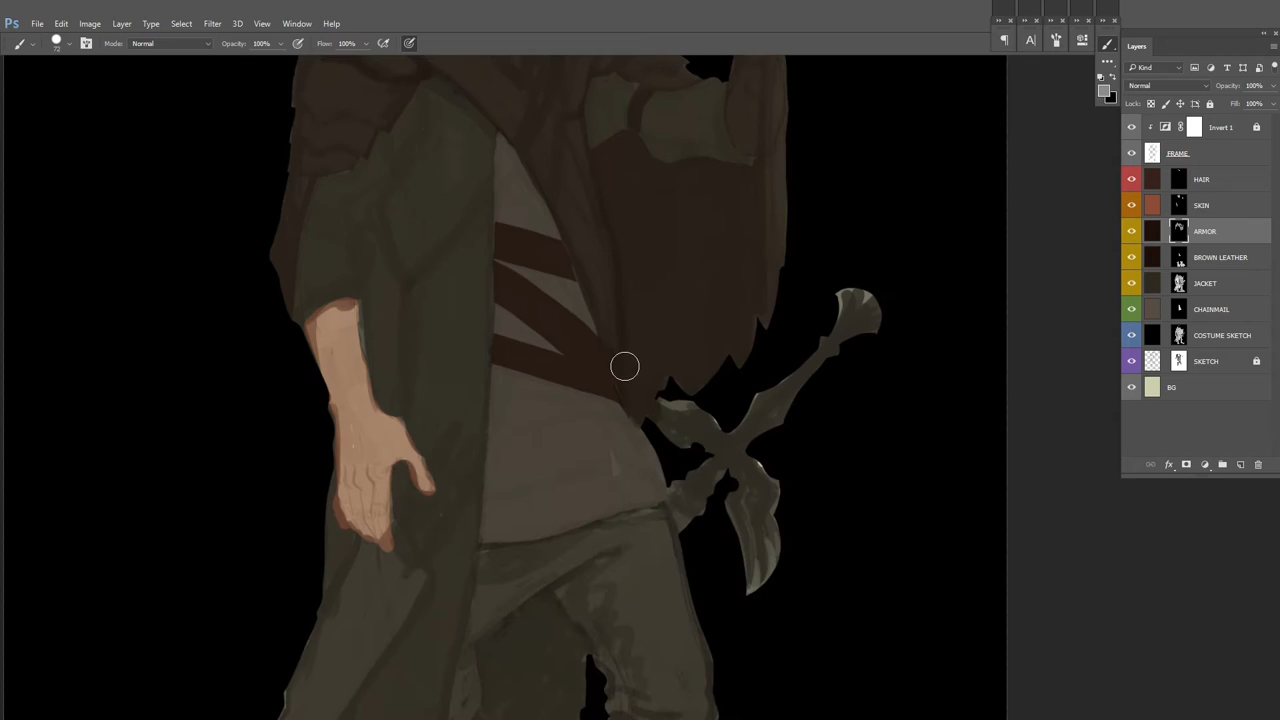 Ps File Edit Image Layer Type Select Filter 3D View Window Help
72 Mode: Normal Opacity: 100% Flow: 100%
Layers
Kind
Normal Opacity: 100%
Lock: Fill: 100%
Invert 1
FRAME
HAIR
SKIN
ARMOR
BROWN LEATHER
JACKET
CHAINMAIL
COSTUME SKETCH
SKETCH
BG
fx